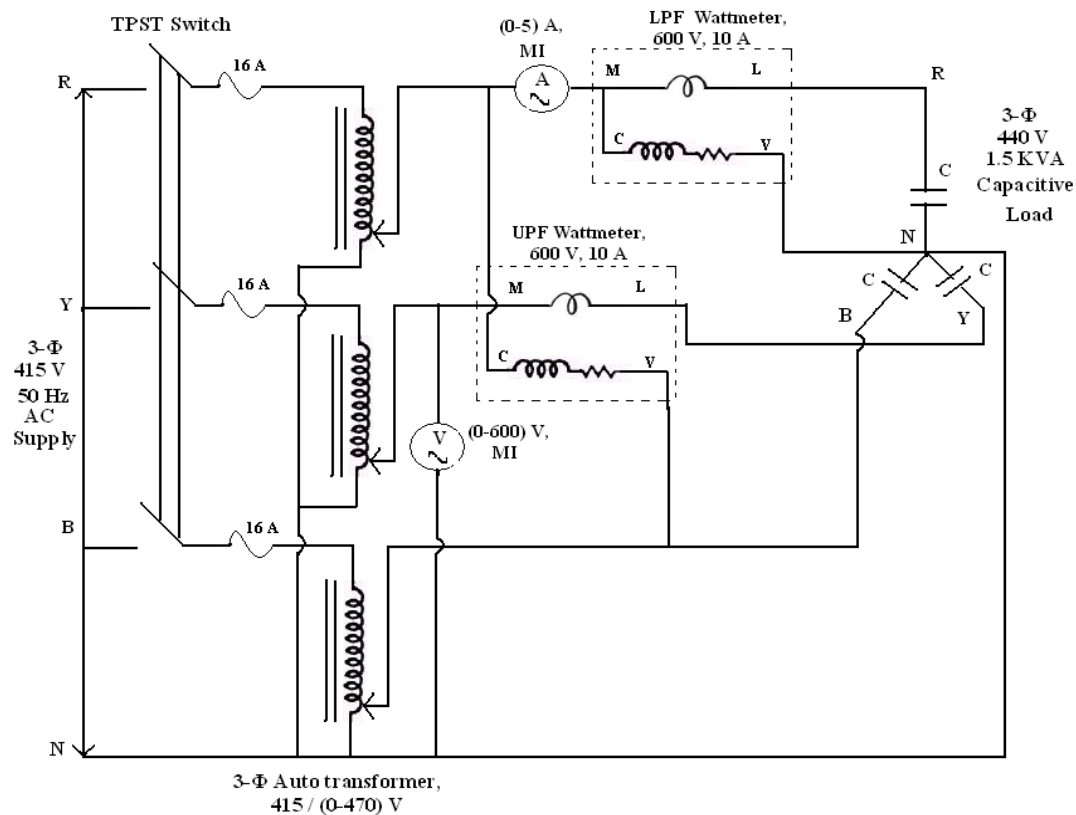 TPST Switch
(0-5) A,
MI
LPF Wattmeter,
600 V, 10 A
R
16 A
A
M
L
R
C
V
3-Φ
440 V
1.5 KVA
Capacitive
Load
C
N
UPF Wattmeter,
600 V, 10 A
Y
16 A
M
L
C
C
B
Y
3-Φ
415 V
50 Hz
AC
Supply
C
V
V
(0-600) V,
MI
B
16 A
N
3-Φ Auto transformer,
415 / (0-470) V